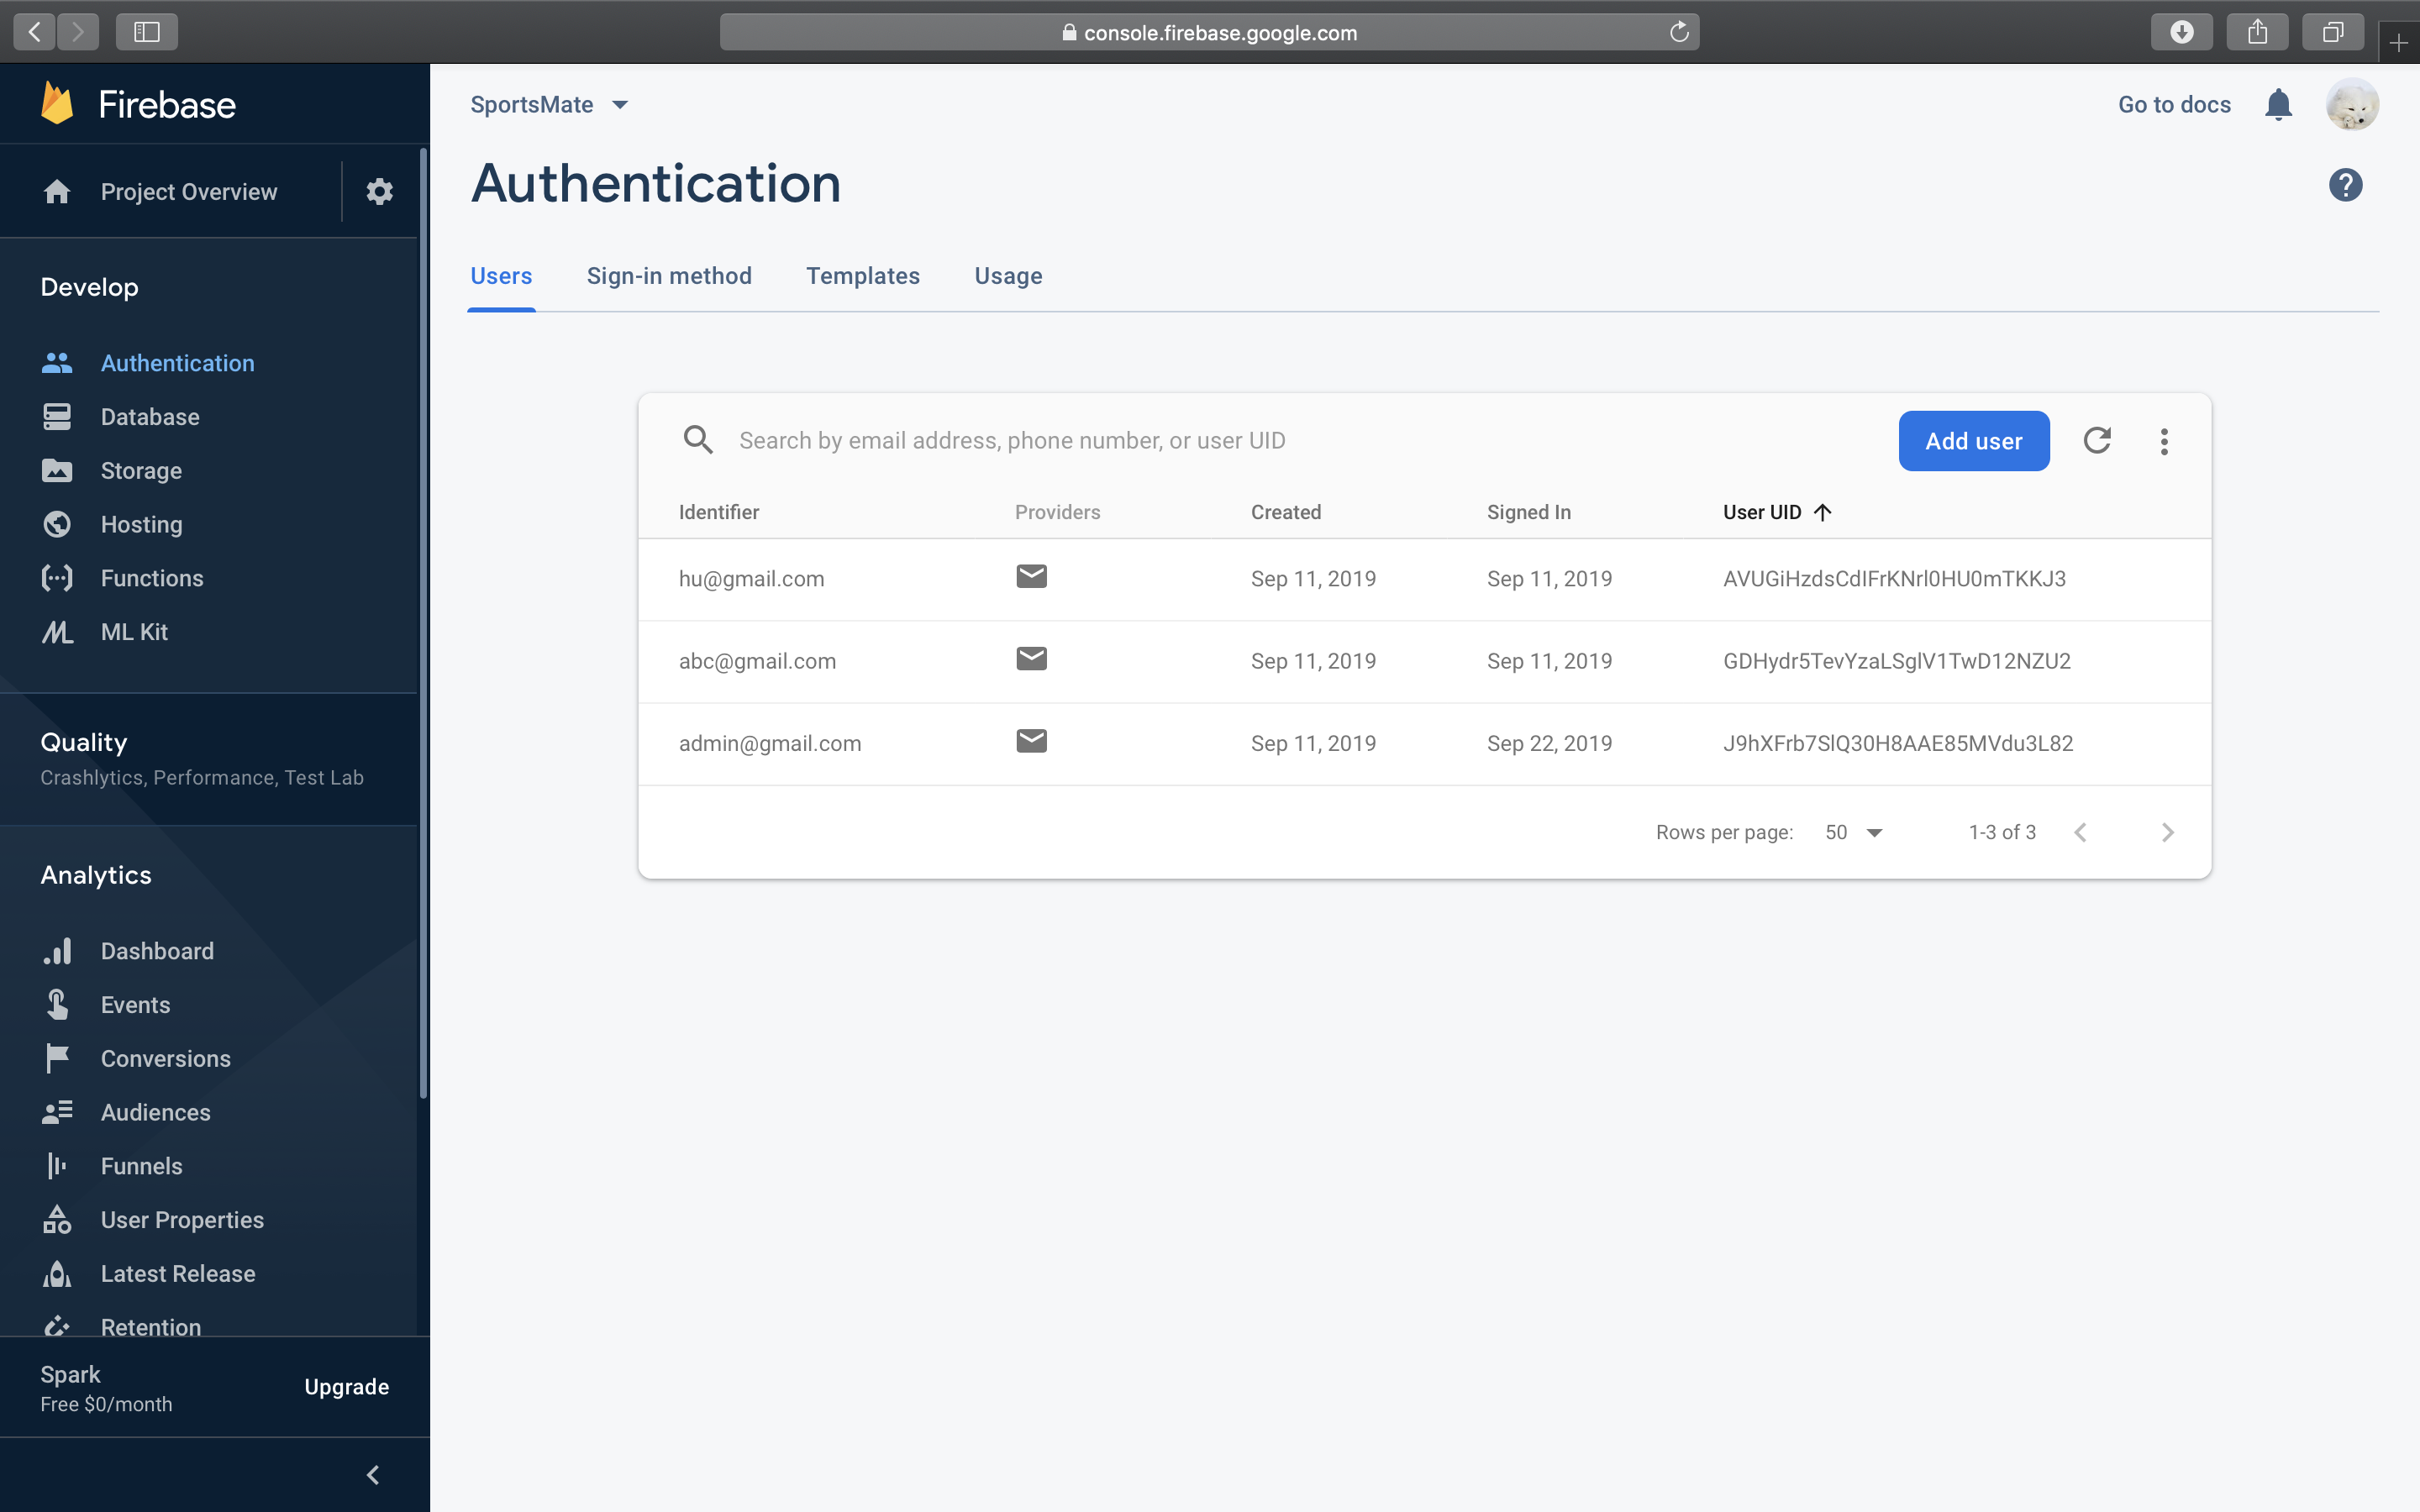 console.firebase.google.com
Firebase
Project Overview
Develop
Authentication
Database
Storage
Hosting
Functions
ML Kit
Quality
Crashlytics, Performance, Test Lab
Analytics
Dashboard
Events
Conversions
Audiences
Funnels
User Properties
Latest Release
Retention
Spark
Free $0/month
Upgrade
SportsMate
Go to docs
Authentication
Users Sign-in method Templates Usage
Search by email address, phone number, or user UID
Add user
Identifier Providers Created Signed In User UID
hu@gmail.com Sep 11, 2019 Sep 11, 2019 AVUGiHzdsCdIFrKNrl0HU0mTKKJ3
abc@gmail.com Sep 11, 2019 Sep 11, 2019 GDHydr5TevYzaLSglV1TwD12NZU2
admin@gmail.com Sep 11, 2019 Sep 22, 2019 J9hXFrb7SlQ30H8AAE85MVdu3L82
Rows per page: 50 1-3 of 3